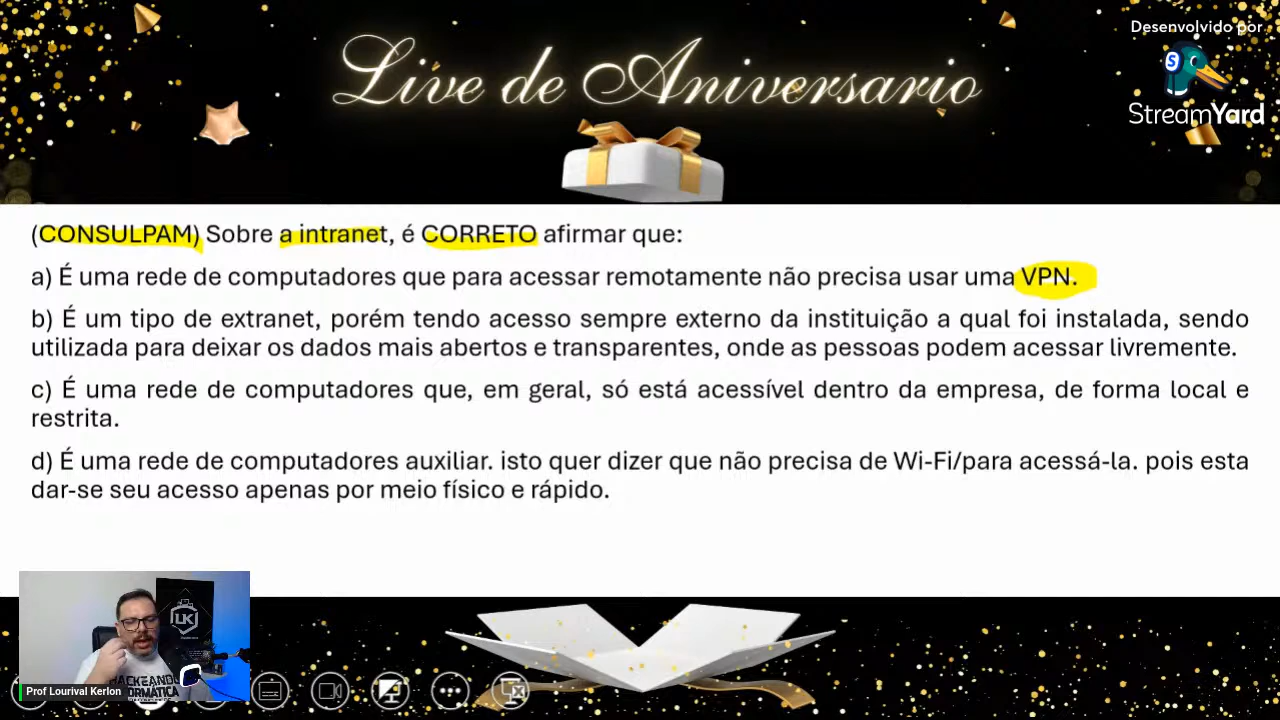 Desenvolvido por
Live de Aniversario
StreamYard
(CONSULPAM) Sobre a intranet, é CORRETO afirmar que:
a) É uma rede de computadores que para acessar remotamente não precisa usar uma VPN.
b) É um tipo de extranet, porém tendo acesso sempre externo da instituição a qual foi instalada, sendo
utilizada para deixar os dados mais abertos e transparentes, onde as pessoas podem acessar livremente.
c) É uma rede de computadores que, em geral, só está acessível dentro da empresa, de forma local e
restrita.
d) É uma rede de computadores auxiliar. isto quer dizer que não precisa de Wi-Fi/para acessá-la. pois esta
dar-se seu acesso apenas por meio físico e rápido.
LK
HACKEANDO
INFORMÁTICA
Prof Lourival Kerlon